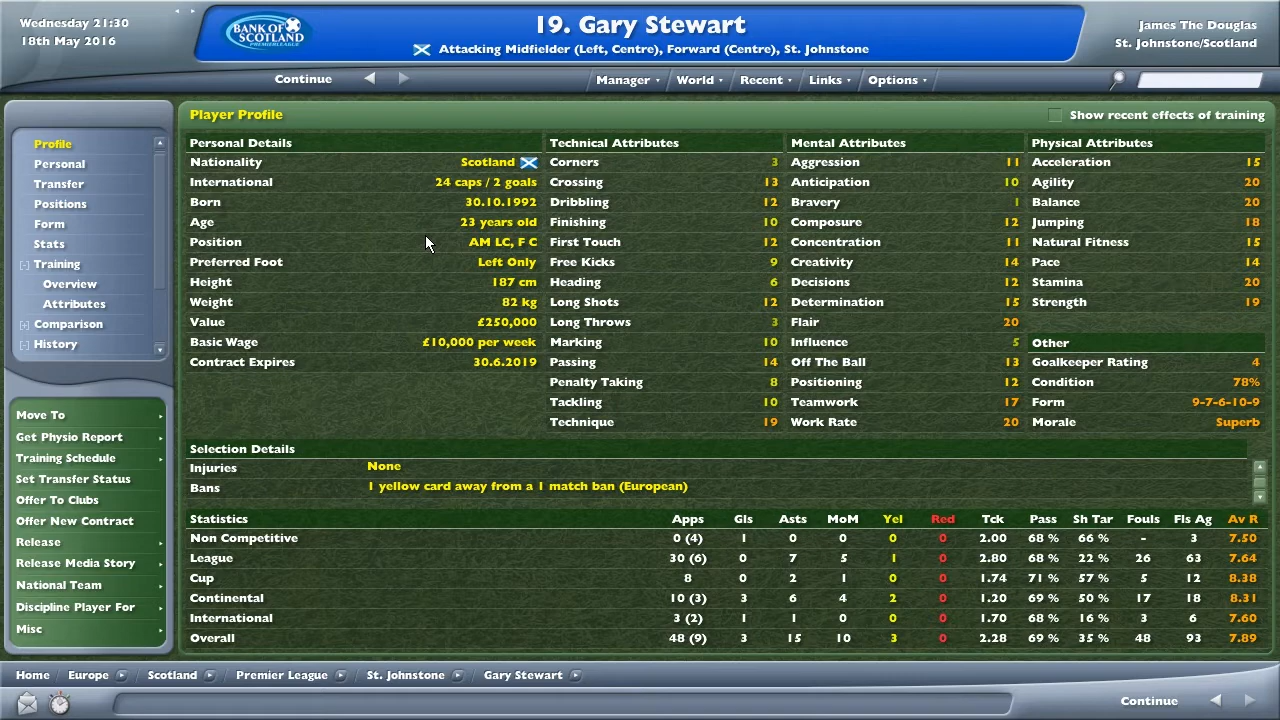 Wednesday 21:30
18th May 2016
BANK OF SCOTLAND PREMIERLEAGUE
19. Gary Stewart
Attacking Midfielder (Left, Centre), Forward (Centre), St. Johnstone
James The Douglas
St. Johnstone/Scotland
Continue
Manager World Recent Links Options
Profile
Personal
Transfer
Positions
Form
Stats
Training
Overview
Attributes
Comparison
History
Move To
Get Physio Report
Training Schedule
Set Transfer Status
Offer To Clubs
Offer New Contract
Release
Release Media Story
National Team
Discipline Player For
Misc
Player Profile
Show recent effects of training
Personal Details
Nationality Scotland
International 24 caps / 2 goals
Born 30.10.1992
Age 23 years old
Position AM LC, F C
Preferred Foot Left Only
Height 187 cm
Weight 82 kg
Value £250,000
Basic Wage £10,000 per week
Contract Expires 30.6.2019
Technical Attributes
Corners 3
Crossing 13
Dribbling 12
Finishing 10
First Touch 12
Free Kicks 9
Heading 6
Long Shots 12
Long Throws 3
Marking 10
Passing 14
Penalty Taking 8
Tackling 10
Technique 19
Mental Attributes
Aggression 11
Anticipation 10
Bravery 1
Composure 12
Concentration 11
Creativity 14
Decisions 12
Determination 15
Flair 20
Influence 5
Off The Ball 13
Positioning 12
Teamwork 17
Work Rate 20
Physical Attributes
Acceleration 15
Agility 20
Balance 20
Jumping 18
Natural Fitness 15
Pace 14
Stamina 20
Strength 19
Other
Goalkeeper Rating 4
Condition 78%
Form 9-7-6-10-9
Morale Superb
Selection Details
Injuries None
Bans 1 yellow card away from a 1 match ban (European)
Statistics Apps Gls Asts MoM Yel Red Tck Pass Sh Tar Fouls Fls Ag Av R
Non Competitive 0 (4) 1 0 0 0 0 2.00 68 % 66 % - 3 7.50
League 30 (6) 0 7 5 1 0 2.80 68 % 22 % 26 63 7.64
Cup 8 0 2 1 0 0 1.74 71 % 57 % 5 12 8.38
Continental 10 (3) 3 6 4 2 0 1.20 69 % 50 % 17 18 8.31
International 3 (2) 1 1 0 0 0 1.70 68 % 16 % 3 6 7.60
Overall 48 (9) 3 15 10 3 0 2.28 69 % 35 % 48 93 7.89
Home Europe Scotland Premier League St. Johnstone Gary Stewart
Continue